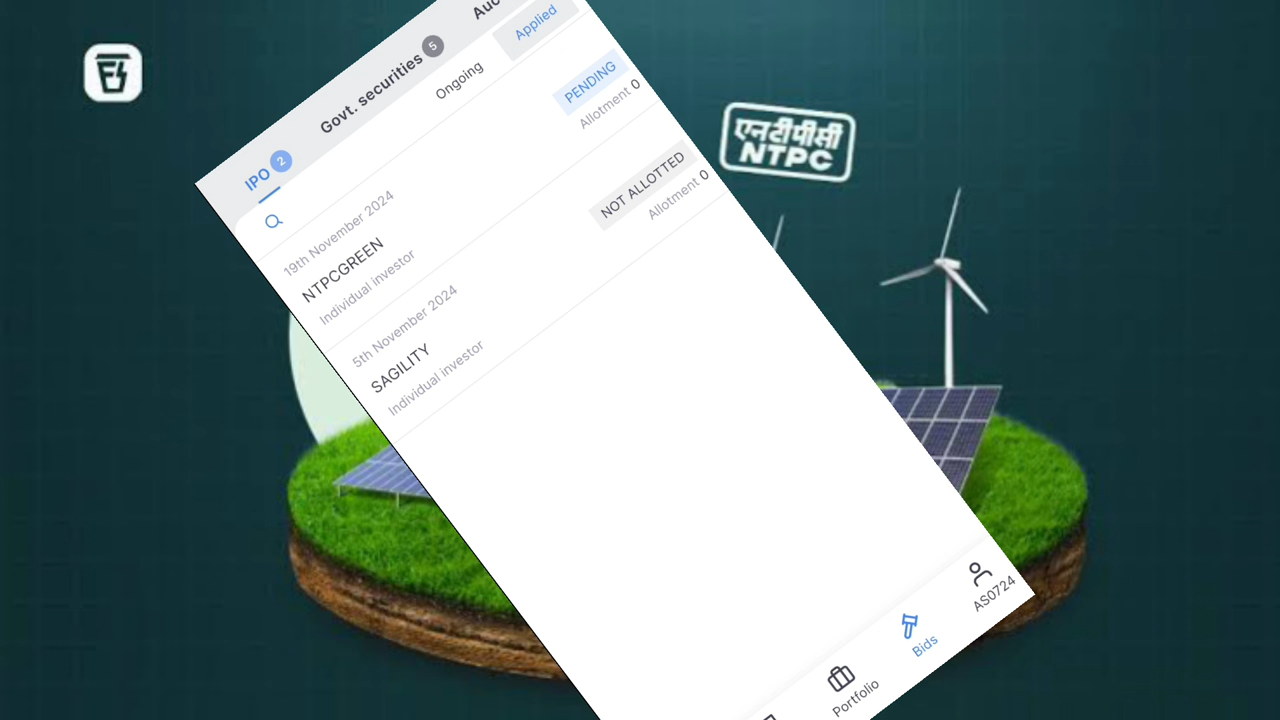 Auc
Govt. securities 5
IPO 2
Ongoing
Applied
19th November 2024
PENDING
NTPCGREEN
Allotment 0
Individual investor
5th November 2024
NOT ALLOTTED
SAGILITY
Allotment 0
Individual investor
Portfolio
Bids
AS0724
एनटीपीसी
NTPC